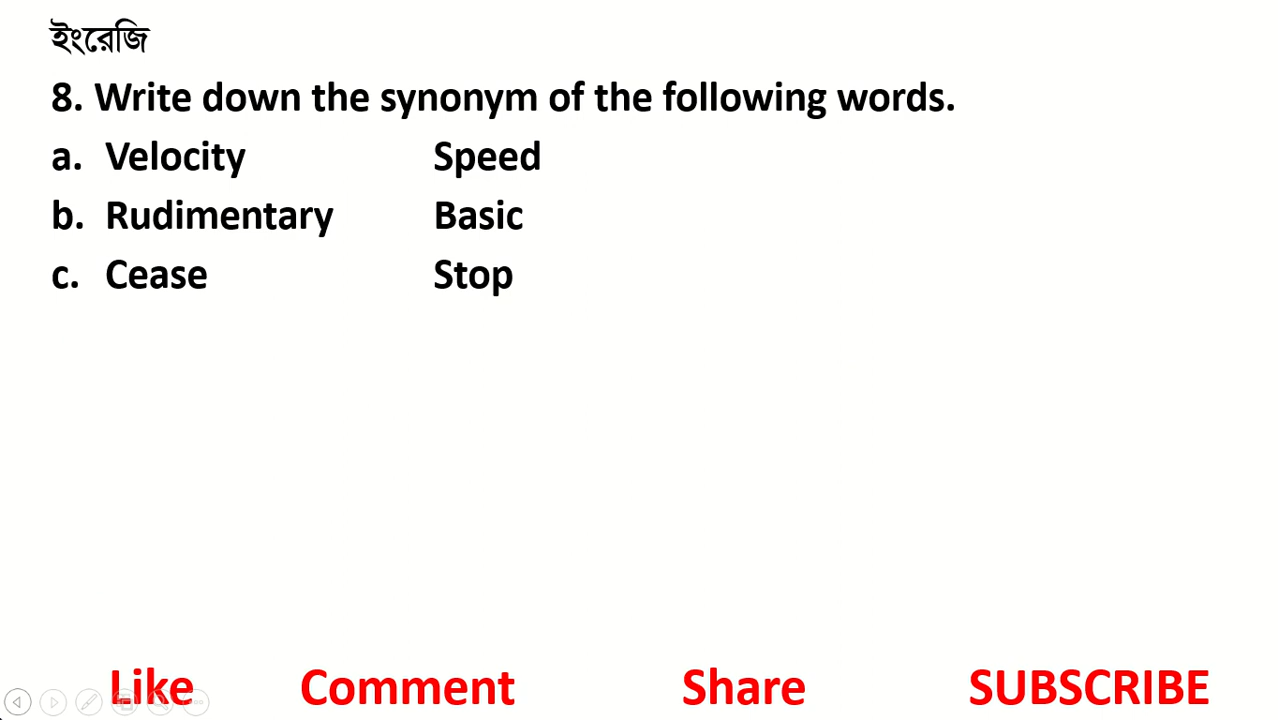 ইংরেজি
8. Write down the synonym of the following words.
a. Velocity Speed
b. Rudimentary Basic
c. Cease Stop
Like Comment Share SUBSCRIBE